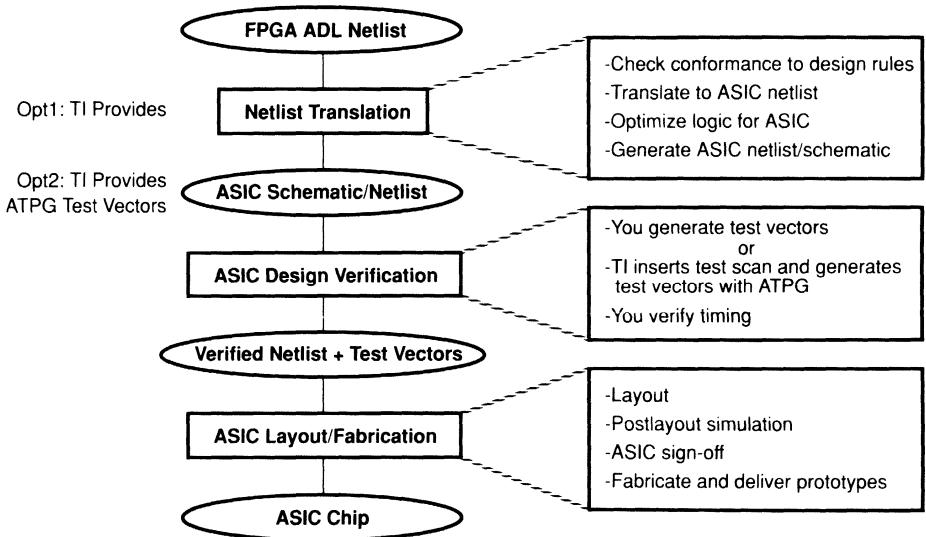 FPGA ADL Netlist
Opt1: TI Provides
Netlist Translation
-Check conformance to design rules
-Translate to ASIC netlist
-Optimize logic for ASIC
-Generate ASIC netlist/schematic
Opt2: TI Provides
ATPG Test Vectors
ASIC Schematic/Netlist
ASIC Design Verification
-You generate test vectors
or
-TI inserts test scan and generates
test vectors with ATPG
-You verify timing
Verified Netlist + Test Vectors
ASIC Layout/Fabrication
-Layout
-Postlayout simulation
-ASIC sign-off
-Fabricate and deliver prototypes
ASIC Chip